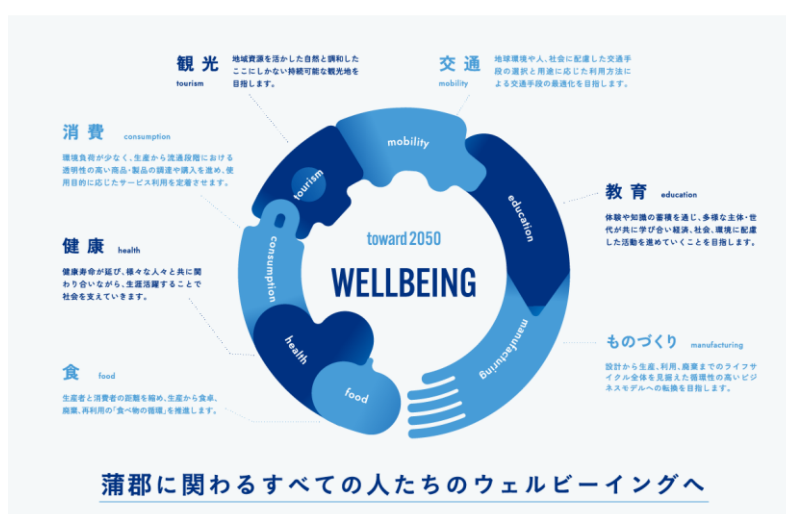 観光
tourism
地域資源を活かした自然と調和した
ここにしかない持続可能な観光地を
目指します。
交通
mobility
地球環境や人、社会に配慮した交通手
段の選択と用途に応じた利用方法に
よる交通手段の最適化を目指します。
消費
consumption
環境負荷が少なく、生産から流通段階における
透明性の高い商品・製品の調達や購入を進め、使
用目的に応じたサービス利用を定着させます。
教育
education
体験や知識の蓄積を通じ、多様な主体・世
代が共に学び合い経済、社会、環境に配慮
した活動を進めていくことを目指します。
健康
health
健康寿命が延び、様々な人々と共に関
わり合いながら、生涯活躍することで
社会を支えていきます。
ものづくり
manufacturing
設計から生産、利用、廃棄までのライフサ
イクル全体を見据えた循環性の高いビジ
ネスモデルへの転換を目指します。
食
food
生産者と消費者の距離を縮め、生産から食卓、
廃棄、再利用の「食べ物の循環」を推進します。
mobility
education
manufacturing
food
health
consumption
tourism
toward 2050
WELLBEING
蒲郡に関わるすべての人たちのウェルビーイングへ